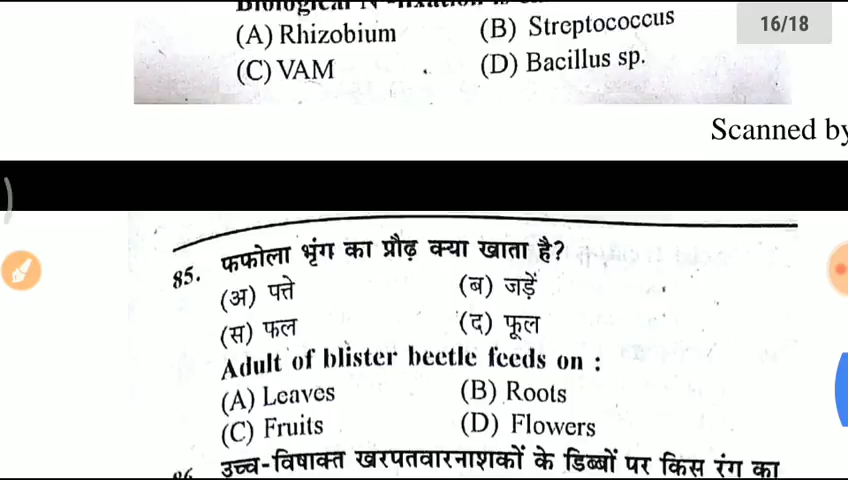 Biological N
(A) Rhizobium (B) Streptococcus
(C) VAM (D) Bacillus sp.
16/18
Scanned by
85. फफोला भृंग का प्रौढ़ क्या खाता है?
(अ) पत्ते (ब) जड़ें
(स) फल (द) फूल
Adult of blister beetle feeds on :
(A) Leaves (B) Roots
(C) Fruits (D) Flowers
उच्च-विषाक्त खरपतवारनाशकों के डिब्बों पर किस रंग का